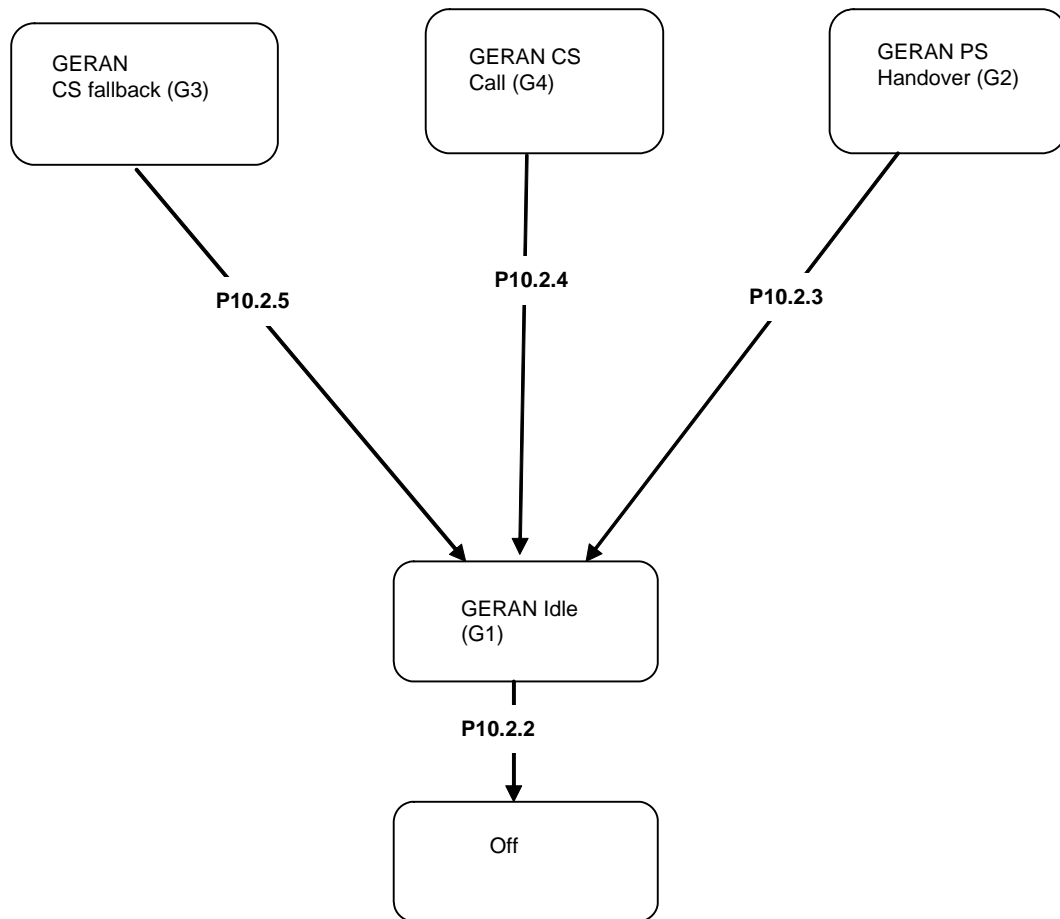 GERAN
CS fallback (G3)
GERAN CS
Call (G4)
GERAN PS
Handover (G2)
P10.2.5
P10.2.4
P10.2.3
GERAN Idle
(G1)
P10.2.2
Off